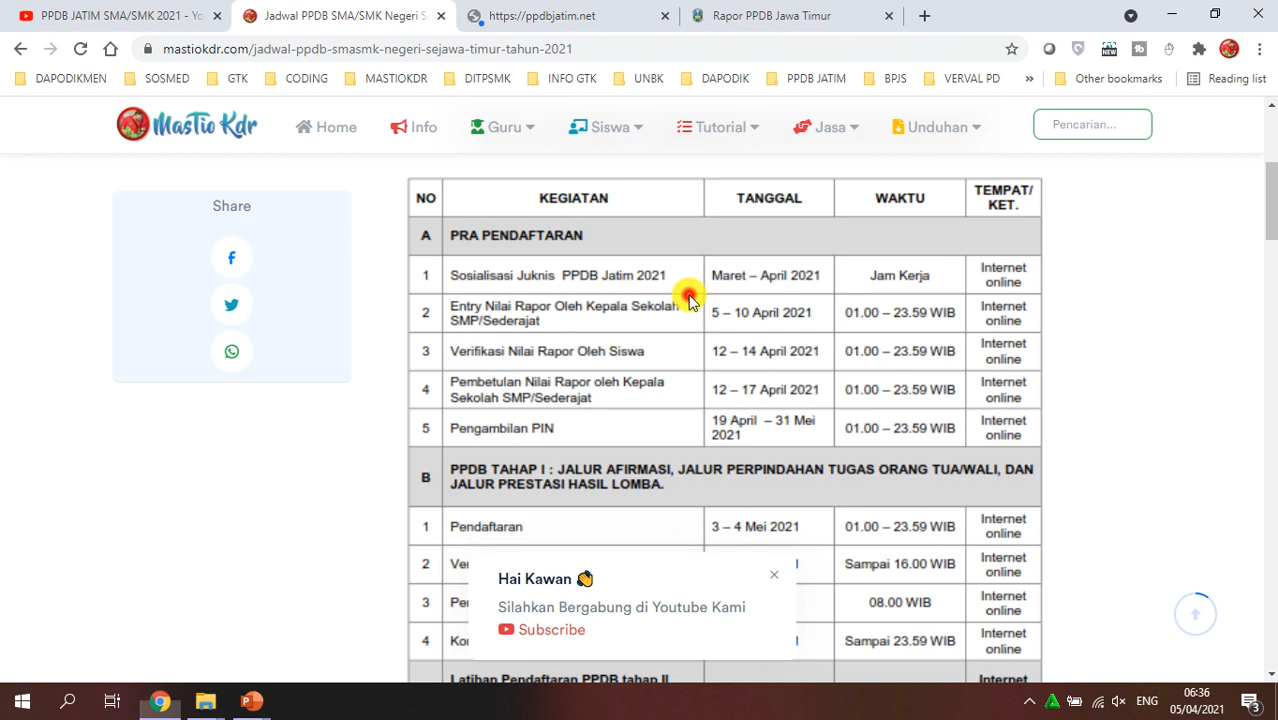 PPDB JATIM SMA/SMK 2021 - Yo
Jadwal PPDB SMA/SMK Negeri S
https://ppdbjatim.net
Rapor PPDB Jawa Timur
mastiokdr.com/jadwal-ppdb-smasmk-negeri-sejawa-timur-tahun-2021
NEW
DAPODIKMEN SOSMED GTK CODING MASTIOKDR DITPSMK INFO GTK UNBK DAPODIK PPDB JATIM BPJS VERVAL PD » Other bookmarks Reading list
Mastio Kdr Home Info Guru Siswa Tutorial Jasa Unduhan Pencarian...
Share
NO KEGIATAN TANGGAL WAKTU TEMPAT/
KET.
A PRA PENDAFTARAN
1 Sosialisasi Juknis PPDB Jatim 2021 Maret – April 2021 Jam Kerja Internet
online
2 Entry Nilai Rapor Oleh Kepala Sekolah
SMP/Sederajat 5 – 10 April 2021 01.00 – 23.59 WIB Internet
online
3 Verifikasi Nilai Rapor Oleh Siswa 12 – 14 April 2021 01.00 – 23.59 WIB Internet
online
4 Pembetulan Nilai Rapor oleh Kepala
Sekolah SMP/Sederajat 12 – 17 April 2021 01.00 – 23.59 WIB Internet
online
5 Pengambilan PIN 19 April – 31 Mei
2021 01.00 – 23.59 WIB Internet
online
B PPDB TAHAP I : JALUR AFIRMASI, JALUR PERPINDAHAN TUGAS ORANG TUA/WALI, DAN
JALUR PRESTASI HASIL LOMBA.
1 Pendaftaran 3 – 4 Mei 2021 01.00 – 23.59 WIB Internet
online
2 Ver Sampai 16.00 WIB Internet
online
3 Pe 08.00 WIB Internet
online
4 Ko Sampai 23.59 WIB Internet
online
Latihan Pendaftaran PPDB tahap II Internet
Hai Kawan
Silahkan Bergabung di Youtube Kami
Subscribe
ENG
06:36
05/04/2021
3